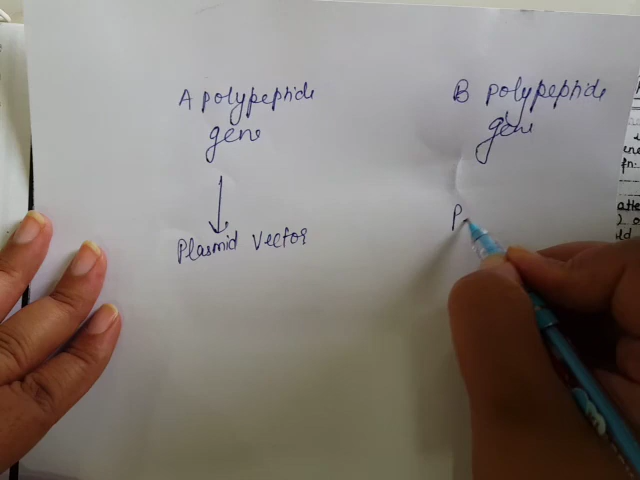 A polypeptide
gene
Plasmid vector
B polypeptide
gene
P